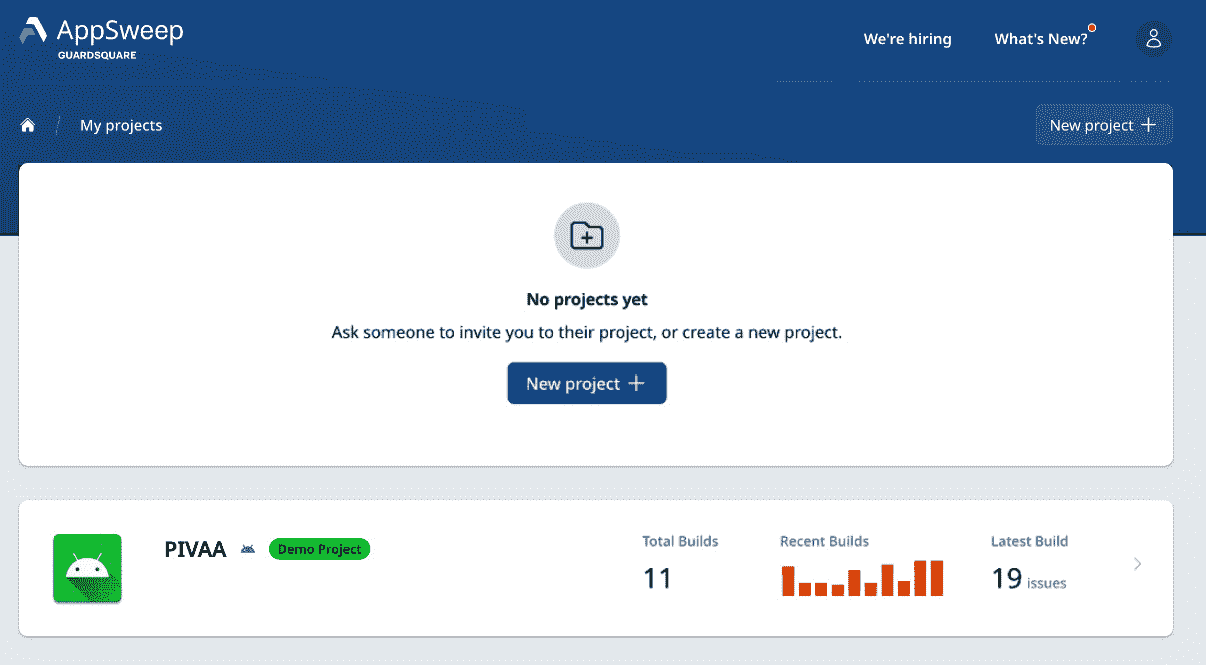 AppSweep
GUARDSQUARE
We're hiring
What's New?
My projects
New project
No projects yet
Ask someone to invite you to their project, or create a new project.
New project
PIVAA
Demo Project
Total Builds
11
Recent Builds
Latest Build
19 issues